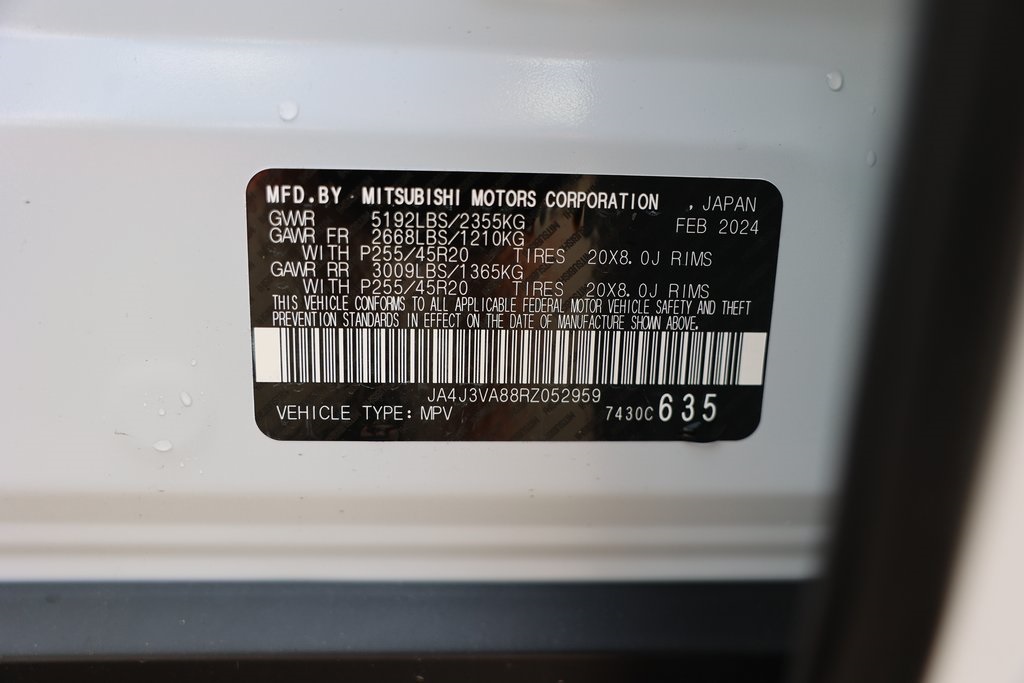 MFD.BY · MITSUBISHI MOTORS CORPORATION , JAPAN
GVWR 5192LBS/2355KG FEB 2024
GAWR FR 2668LBS/1210KG
WITH P255/45R20 TIRES 20X8.0J RIMS
GAWR RR 3009LBS/1365KG
WITH P255/45R20 TIRES 20X8.0J RIMS
THIS VEHICLE CONFORMS TO ALL APPLICABLE FEDERAL MOTOR VEHICLE SAFETY AND THEFT
PREVENTION STANDARDS IN EFFECT ON THE DATE OF MANUFACTURE SHOWN ABOVE.
JA4J3VA88RZ052959
VEHICLE TYPE: MPV 7430C 635